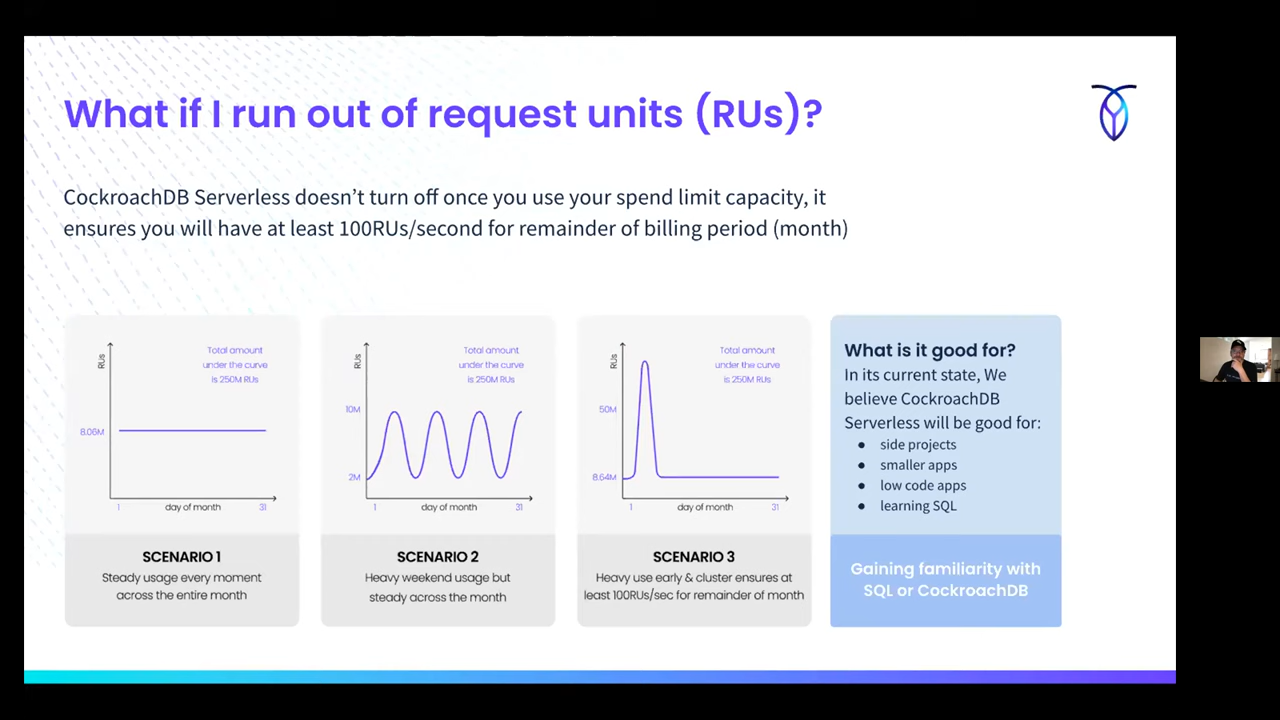 What if I run out of request units (RUs)?
CockroachDB Serverless doesn’t turn off once you use your spend limit capacity, it
ensures you will have at least 100RUs/second for remainder of billing period (month)
RUs
Total amount
under the curve
is 250M RUs
8.06M
1
day of month
31
SCENARIO 1
Steady usage every moment
across the entire month
RUs
Total amount
under the curve
is 250M RUs
10M
2M
1
day of month
31
SCENARIO 2
Heavy weekend usage but
steady across the month
RUs
Total amount
under the curve
is 250M RUs
50M
8.64M
1
day of month
31
SCENARIO 3
Heavy use early & cluster ensures at
least 100RUs/sec for remainder of month
What is it good for?
In its current state, We
believe CockroachDB
Serverless will be good for:
● side projects
● smaller apps
● low code apps
● learning SQL
Gaining familiarity with
SQL or CockroachDB